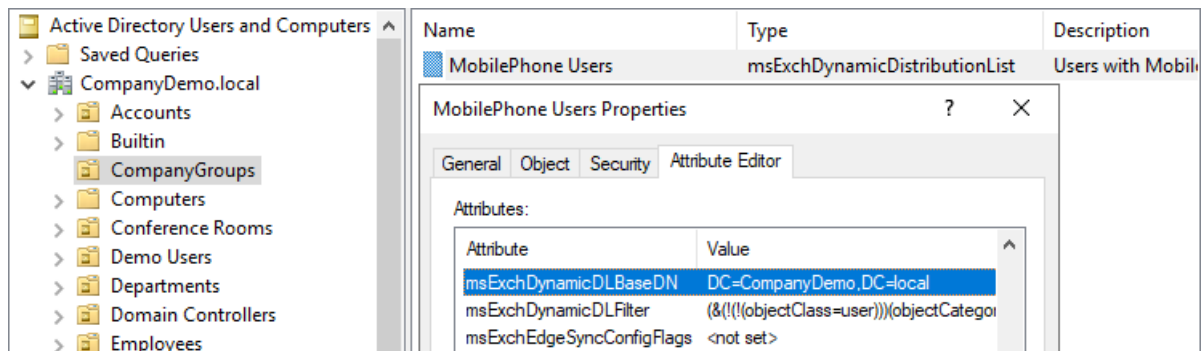 Active Directory Users and Computers
Saved Queries
CompanyDemo.local
Accounts
Builtin
CompanyGroups
Computers
Conference Rooms
Demo Users
Departments
Domain Controllers
Employees
Name Type Description
MobilePhone Users msExchDynamicDistributionList Users with Mobil
MobilePhone Users Properties ? X
General Object Security Attribute Editor
Attributes:
Attribute Value
msExchDynamicDLBaseDN DC=CompanyDemo,DC=local
msExchDynamicDLFilter (&(!(!(objectClass=user)))(objectCategor
msExchEdgeSyncConfigFlags <not set>